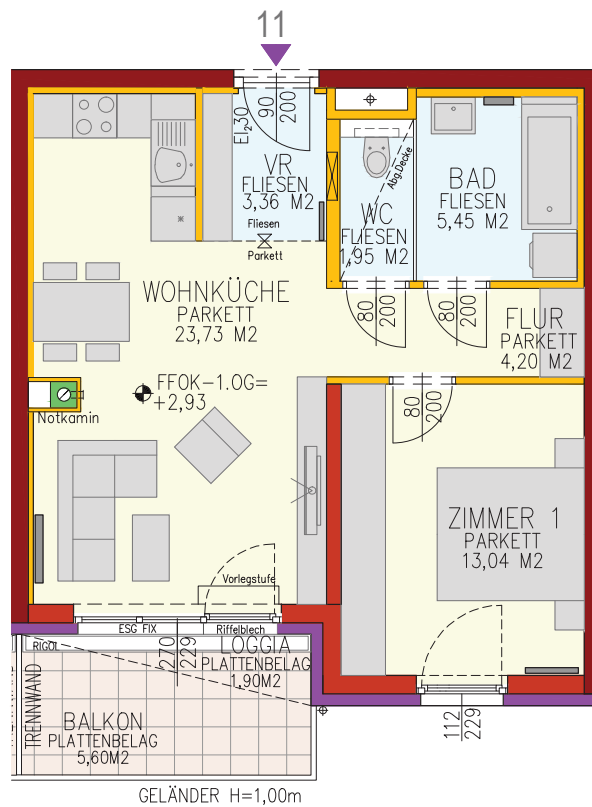 11
EI₂30
90
200
VR
FLIESEN
3,36 M2
Fliesen
Parkett
Abg.Decke
WC
FLIESEN
1,95 M2
BAD
FLIESEN
5,45 M2
WOHNKÜCHE
PARKETT
23,73 M2
80
200
80
200
FLUR
PARKETT
4,20 M2
FFOK-1.OG=
+2,93
Notkamin
80
200
ZIMMER 1
PARKETT
13,04 M2
Vorlegstufe
ESG FIX
Riffelblech
270
229
RIGOL
LOGGIA
PLATTENBELAG
1,90M2
TRENNWAND
BALKON
PLATTENBELAG
5,60M2
112
229
GELÄNDER H=1,00m